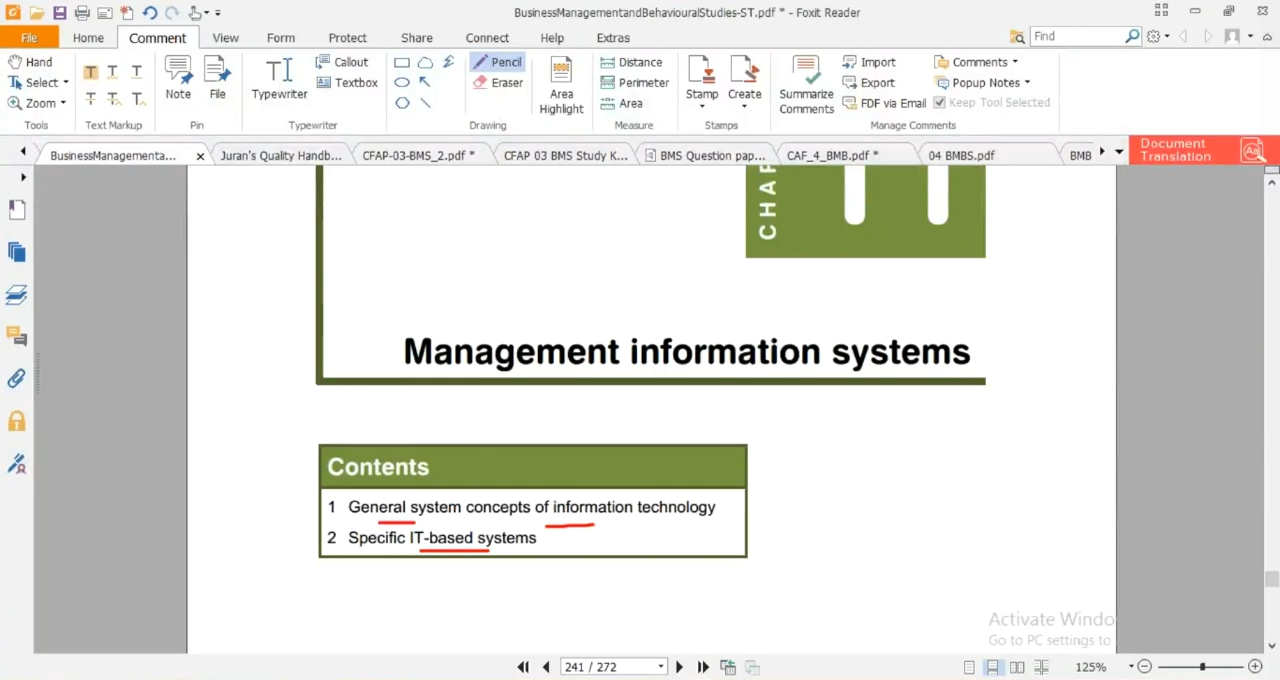 BusinessManagementandBehaviouralStudies-ST.pdf * - Foxit Reader
File Home Comment View Form Protect Share Connect Help Extras Find
Hand
Select
Zoom
Tools
Text Markup
Note File
Pin
Typewriter
Callout
Textbox
Typewriter
Pencil
Eraser
Drawing
Area
Highlight
Distance
Perimeter
Area
Measure
Stamp Create
Stamps
Summarize
Comments
Import
Export
FDF via Email
Comments
Popup Notes
Keep Tool Selected
Manage Comments
BusinessManagementa... Juran's Quality Handb... CFAP-03-BMS_2.pdf * CFAP 03 BMS Study K... BMS Question pap... CAF_4_BMB.pdf * 04 BMBS.pdf BMB
Document
Translation
Management information systems
Contents
1 General system concepts of information technology
2 Specific IT-based systems
Activate Windo
Go to PC settings to
241 / 272
125%